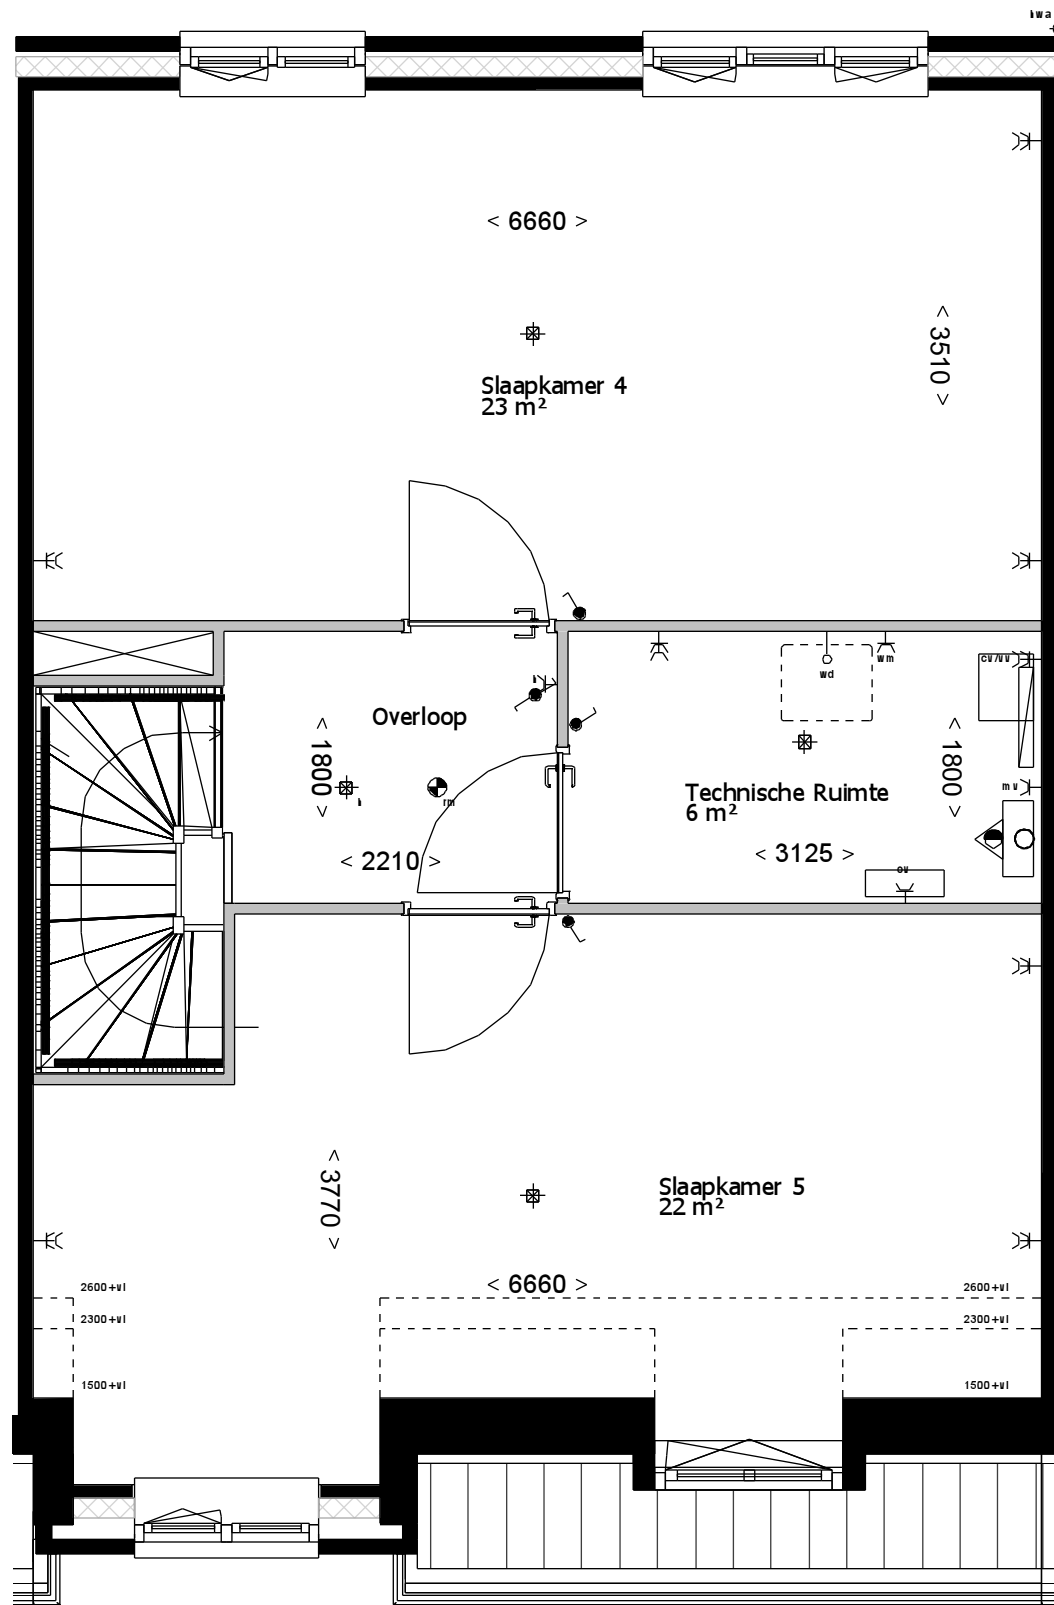 hwa
< 6660 >
< 3510 >
Slaapkamer 4
23 m²
wm
cv/vv
wd
Overloop
< 1800 >
< 1800 >
mv
Technische Ruimte
6 m²
rm
< 2210 >
< 3125 >
ov
< 3770 >
Slaapkamer 5
22 m²
< 6660 >
2600+vl
2600+vl
2300+vl
2300+vl
1500+vl
1500+vl